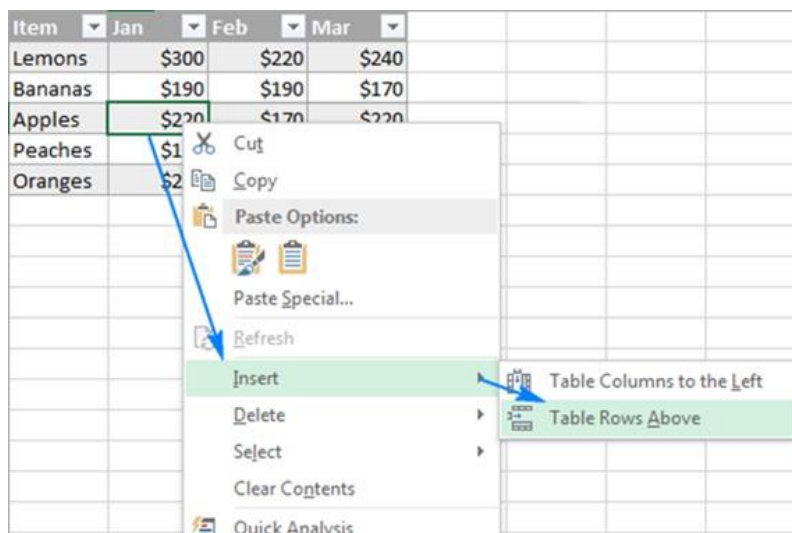 Item Jan Feb Mar
Lemons $300 $220 $240
Bananas $190 $190 $170
Apples $220 $170 $220
Peaches $1
Oranges $2
Cut
Copy
Paste Options:
Paste Special...
Refresh
Insert
Table Columns to the Left
Delete
Table Rows Above
Select
Clear Contents
Quick Analysis